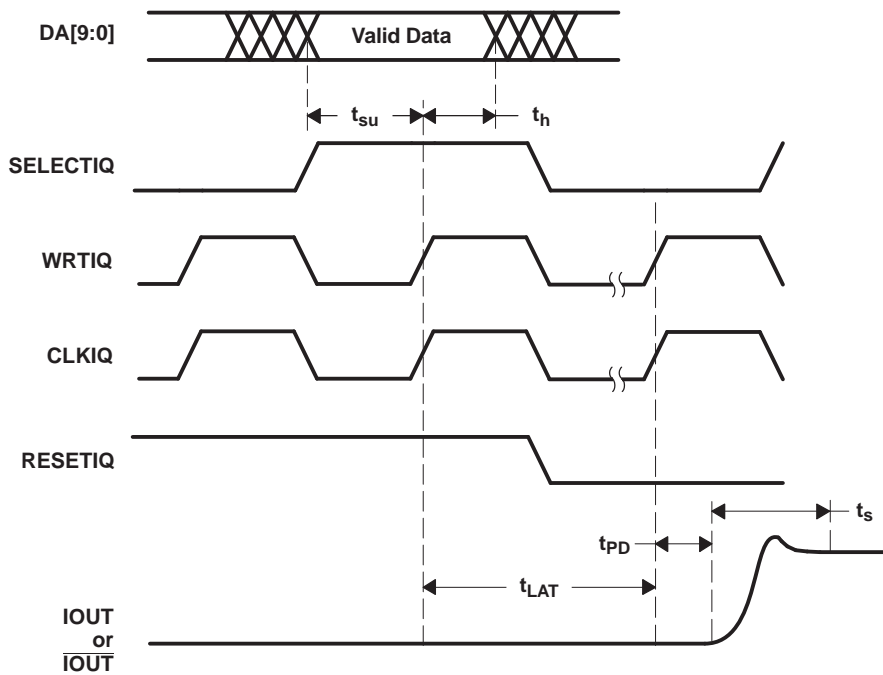 DA[9:0]
Valid Data
tsu
th
SELECTIQ
WRTIQ
CLKIQ
RESETIQ
ts
tPD
tLAT
IOUT
or
IOUT